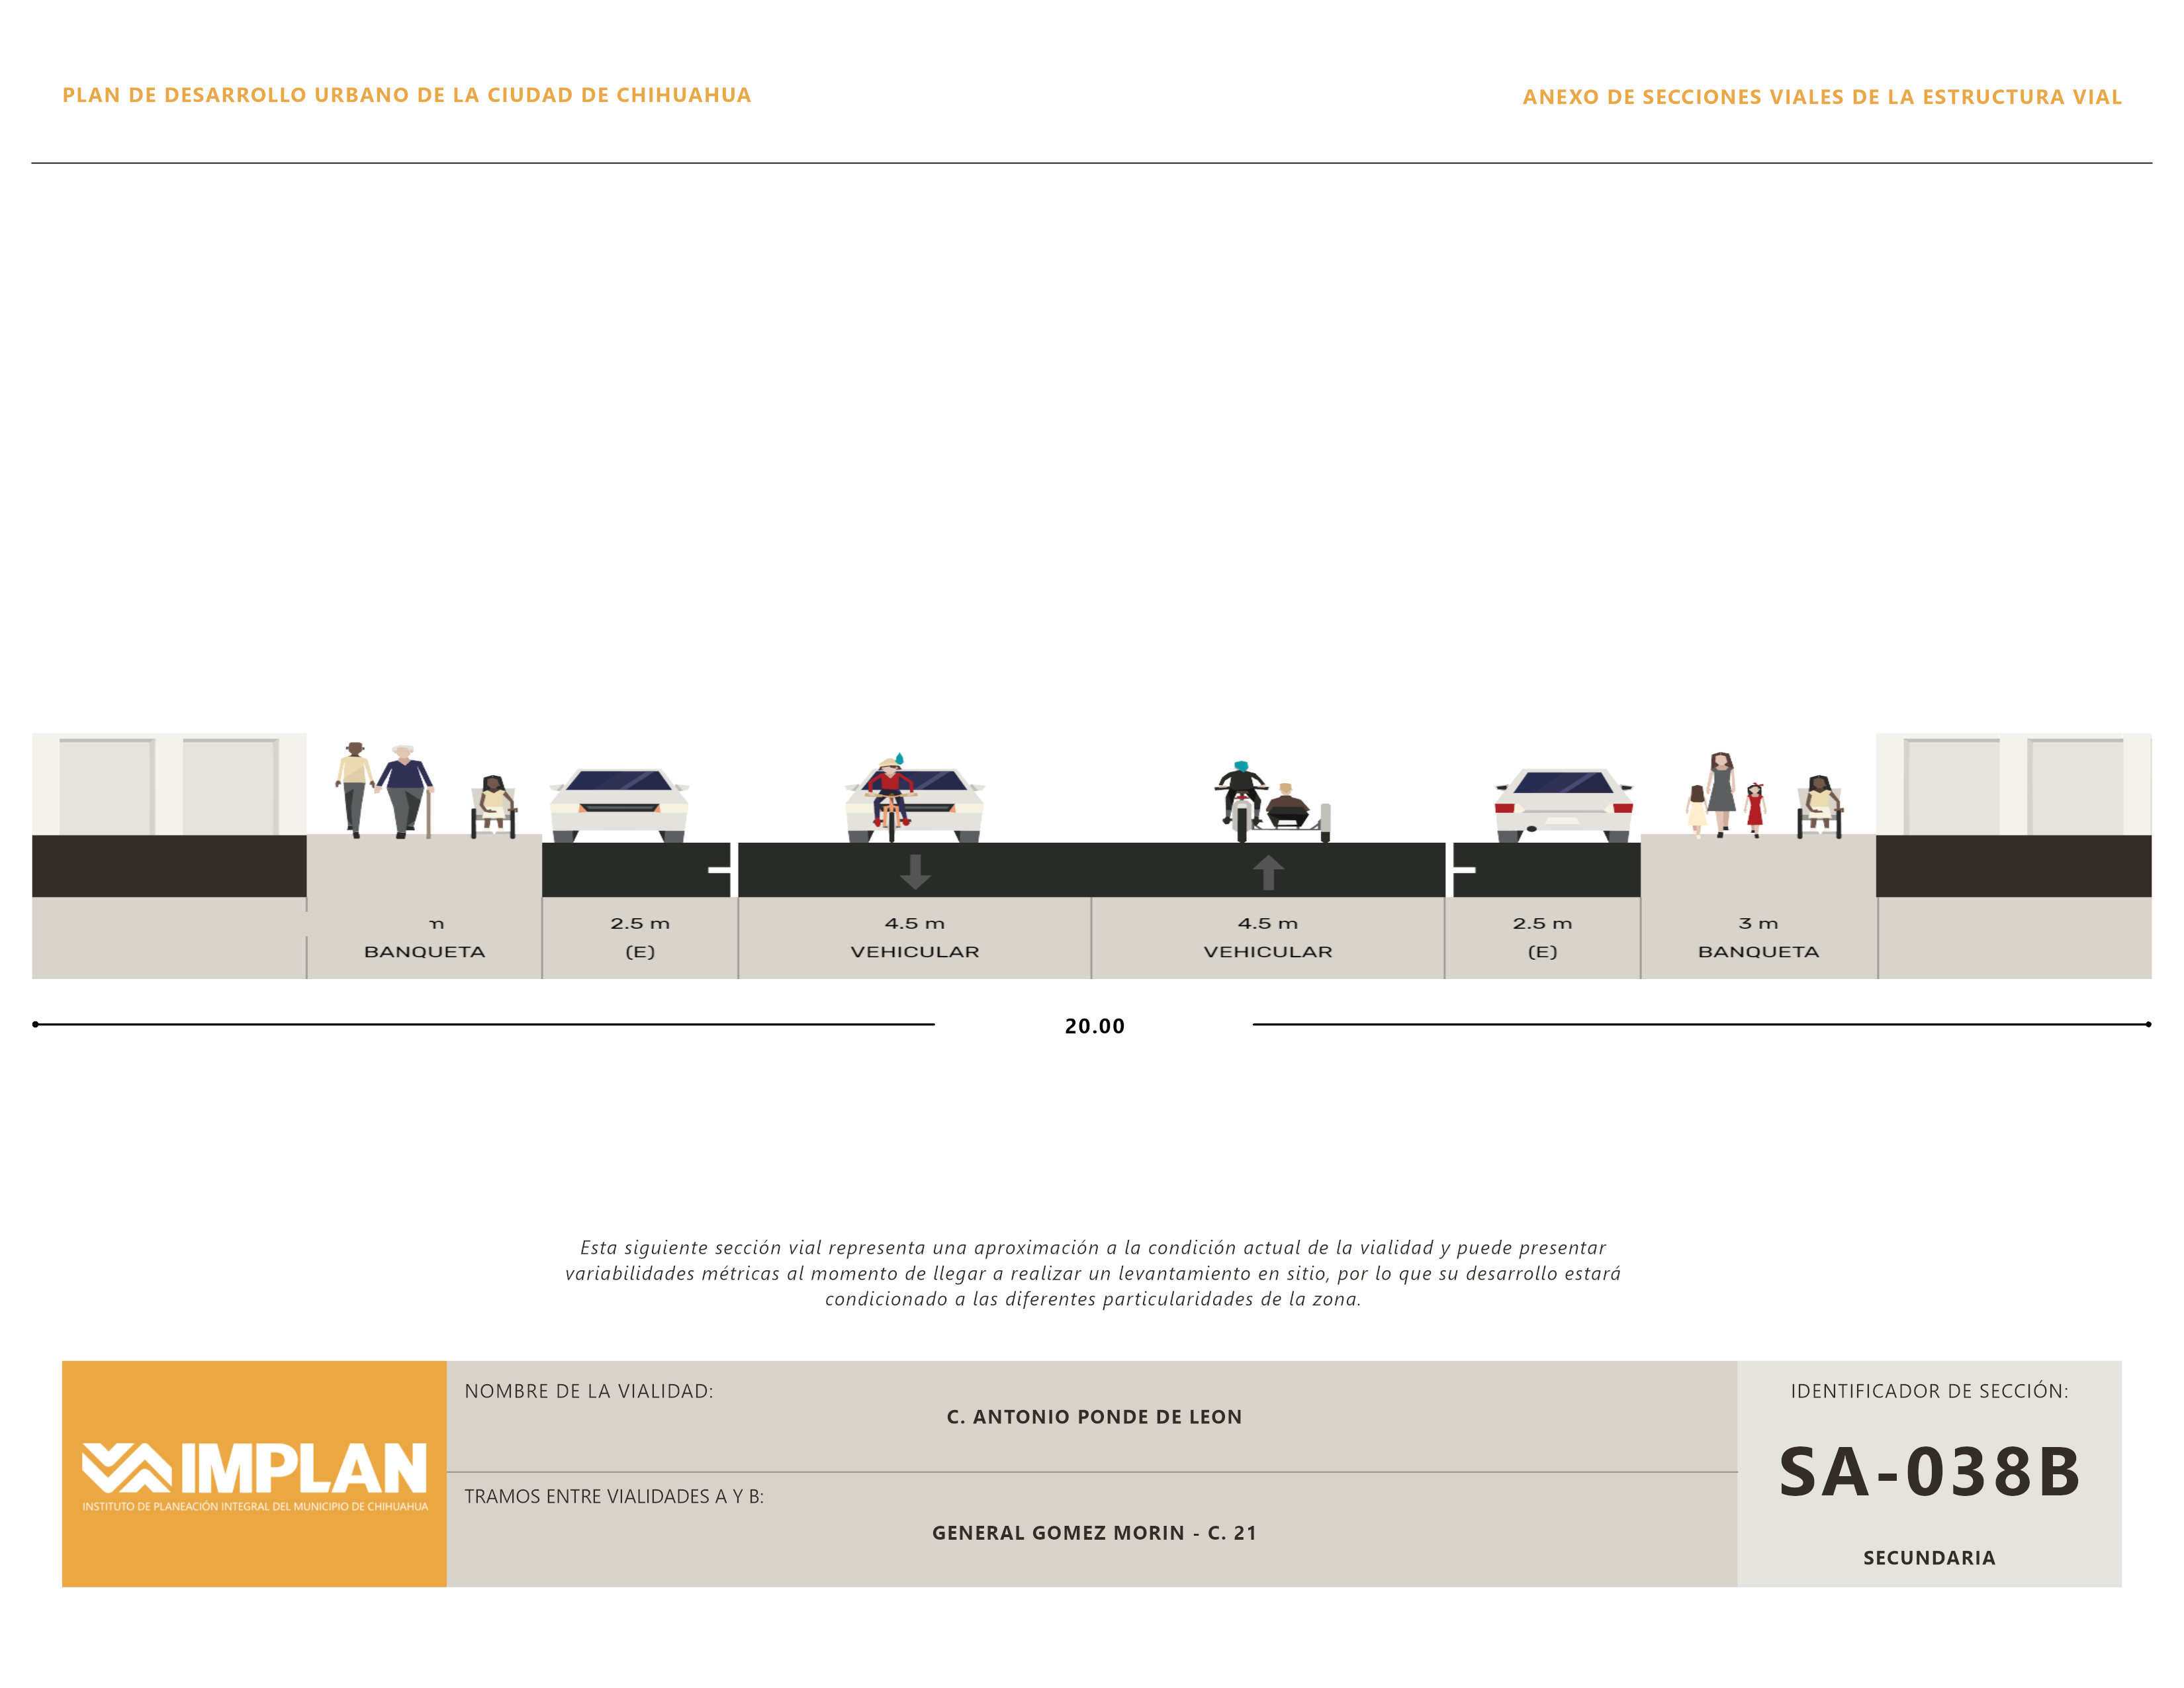 PLAN DE DESARROLLO URBANO DE LA CIUDAD DE CHIHUAHUA
ANEXO DE SECCIONES VIALES DE LA ESTRUCTURA VIAL
m
BANQUETA
2.5 m
(E)
4.5 m
VEHICULAR
4.5 m
VEHICULAR
2.5 m
(E)
3 m
BANQUETA
20.00
Esta siguiente sección vial representa una aproximación a la condición actual de la vialidad y puede presentar
variabilidades métricas al momento de llegar a realizar un levantamiento en sitio, por lo que su desarrollo estará
condicionado a las diferentes particularidades de la zona.
IMPLAN
INSTITUTO DE PLANEACIÓN INTEGRAL DEL MUNICIPIO DE CHIHUAHUA
NOMBRE DE LA VIALIDAD:
C. ANTONIO PONDE DE LEON
TRAMOS ENTRE VIALIDADES A Y B:
GENERAL GOMEZ MORIN - C. 21
IDENTIFICADOR DE SECCIÓN:
SA-038B
SECUNDARIA